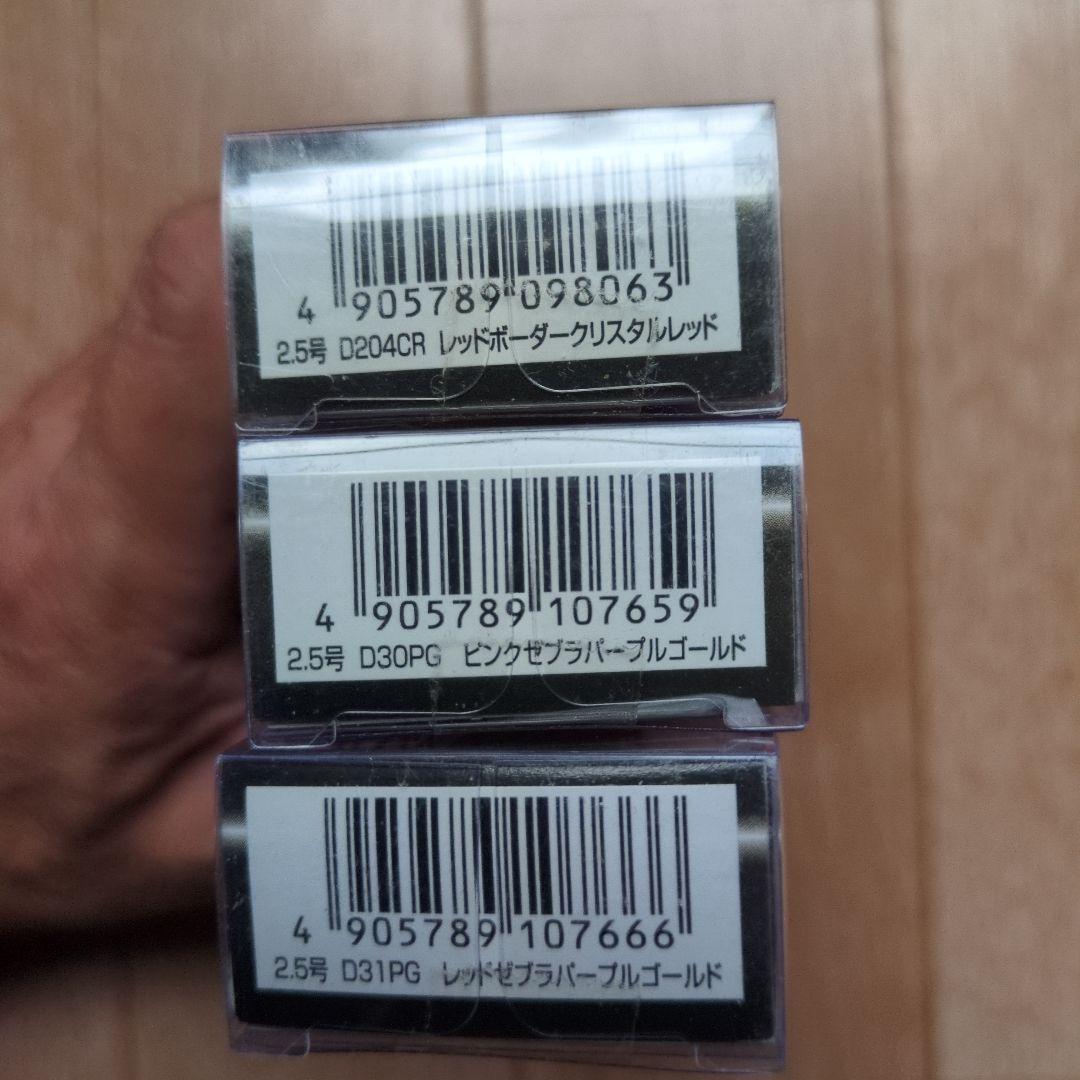 4 905789 098063
2.5号 D204CR レッドボーダークリスタルレッド
4 905789 107659
2.5号 D30PG ピンクゼブラパープルゴールド
4 905789 107666
2.5号 D31PG レッドゼブラパープルゴールド